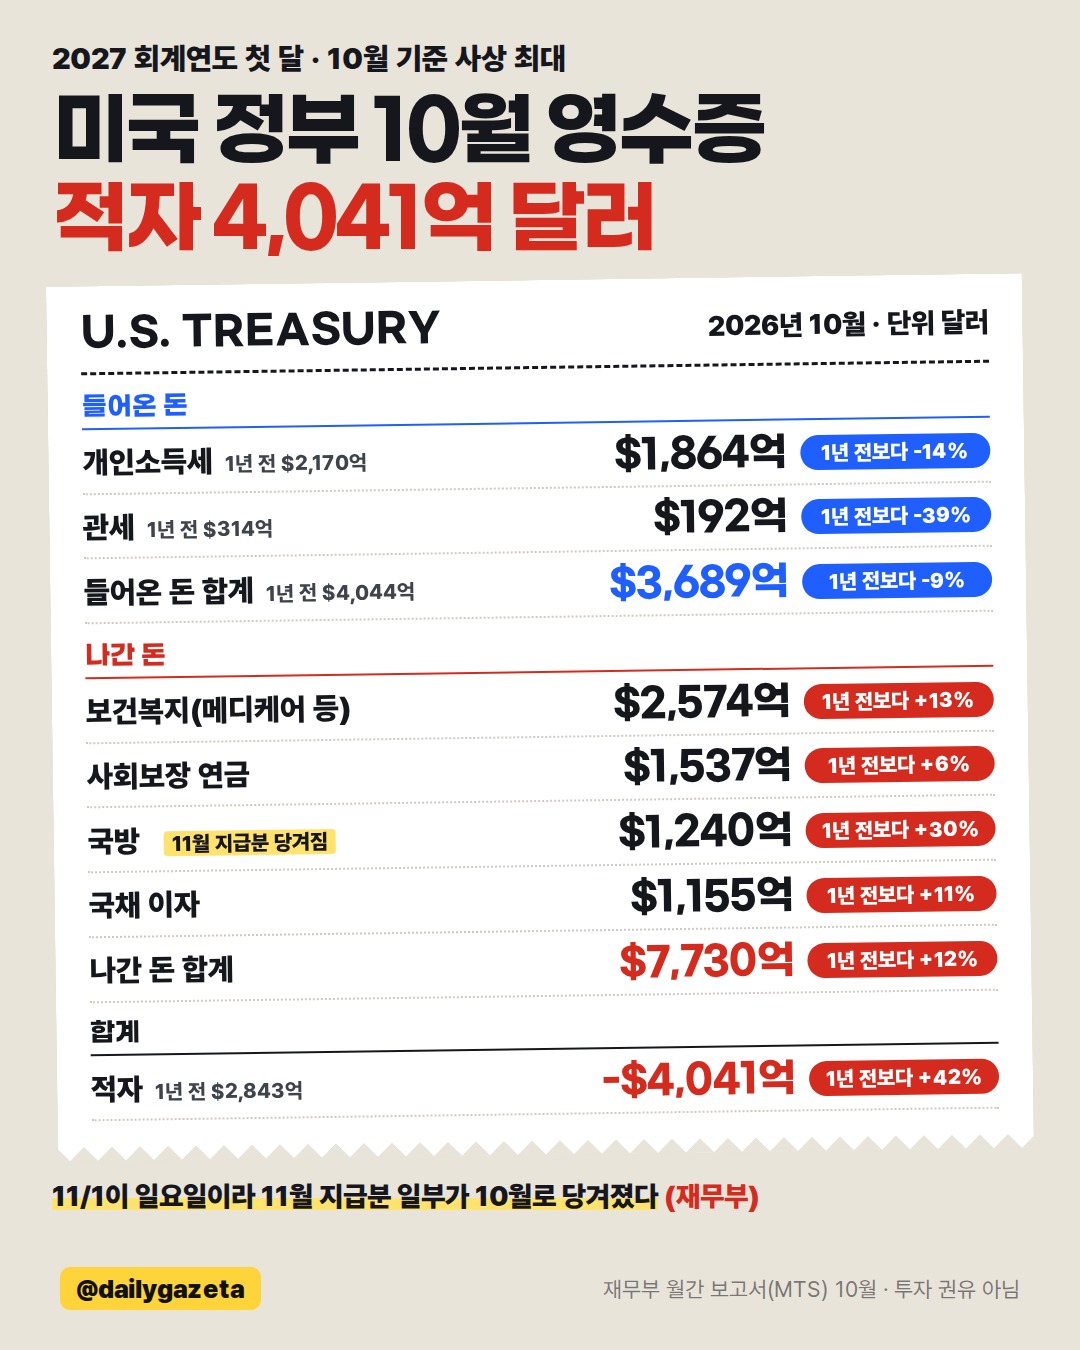 2027 회계연도 첫 달 · 10월 기준 사상 최대
미국 정부 10월 영수증
적자 4,041억 달러
U.S. TREASURY 2026년 10월 · 단위 달러
들어온 돈
개인소득세 1년 전 $2,170억 $1,864억 1년 전보다 -14%
관세 1년 전 $314억 $192억 1년 전보다 -39%
들어온 돈 합계 1년 전 $4,044억 $3,689억 1년 전보다 -9%
나간 돈
보건복지(메디케어 등) $2,574억 1년 전보다 +13%
사회보장 연금 $1,537억 1년 전보다 +6%
국방 11월 지급분 당겨짐 $1,240억 1년 전보다 +30%
국채 이자 $1,155억 1년 전보다 +11%
나간 돈 합계 $7,730억 1년 전보다 +12%
합계
적자 1년 전 $2,843억 -$4,041억 1년 전보다 +42%
11/1이 일요일이라 11월 지급분 일부가 10월로 당겨졌다 (재무부)
@dailygazeta 재무부 월간 보고서(MTS) 10월 · 투자 권유 아님